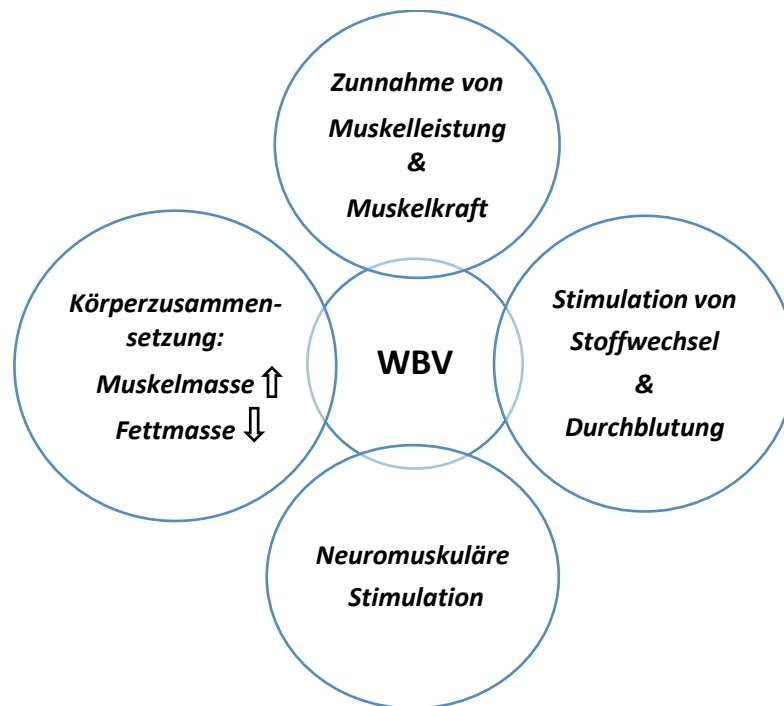 Zunnahme von
Muskelleistung
&
Muskelkraft
Körperzusammen-
setzung:
Muskelmasse ⇧
Fettmasse ⇩
WBV
Stimulation von
Stoffwechsel
&
Durchblutung
Neuromuskuläre
Stimulation